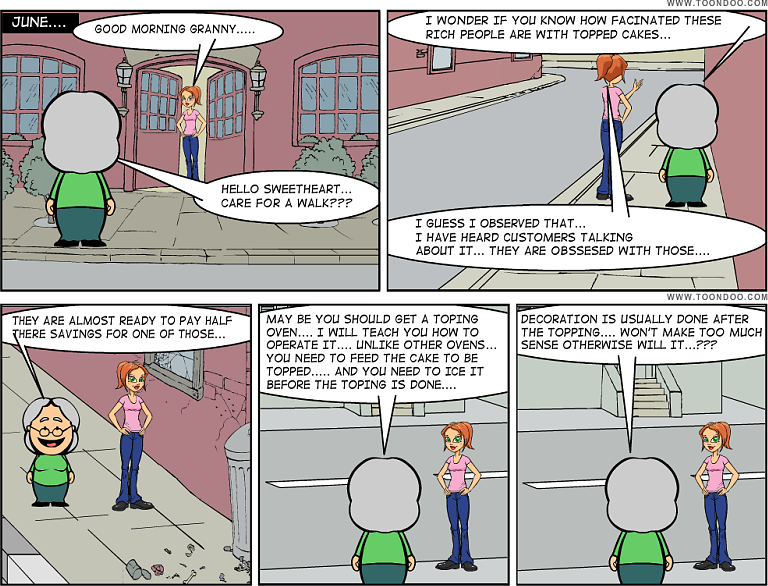 WWW.TOONDOO.COM
JUNE....
GOOD MORNING GRANNY.....
HELLO SWEETHEART...
CARE FOR A WALK???
I WONDER IF YOU KNOW HOW FACINATED THESE
RICH PEOPLE ARE WITH TOPPED CAKES...
I GUESS I OBSERVED THAT...
I HAVE HEARD CUSTOMERS TALKING
ABOUT IT... THEY ARE OBSSESED WITH THOSE....
WWW.TOONDOO.COM
THEY ARE ALMOST READY TO PAY HALF
THERE SAVINGS FOR ONE OF THOSE...
MAY BE YOU SHOULD GET A TOPING
OVEN.... I WILL TEACH YOU HOW TO
OPERATE IT.... UNLIKE OTHER OVENS...
YOU NEED TO FEED THE CAKE TO BE
TOPPED..... AND YOU NEED TO ICE IT
BEFORE THE TOPING IS DONE....
DECORATION IS USUALLY DONE AFTER
THE TOPPING.... WON'T MAKE TOO MUCH
SENSE OTHERWISE WILL IT...???